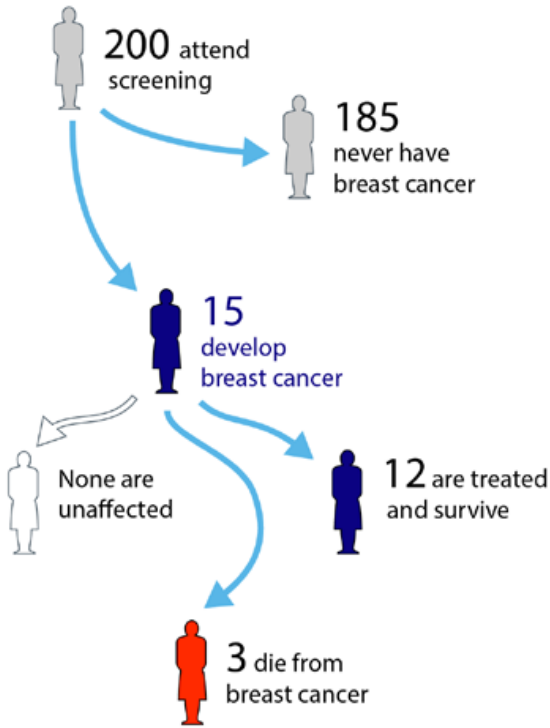 200 attend
screening
185
never have
breast cancer
15
develop
breast cancer
None are
unaffected
12 are treated
and survive
3 die from
breast cancer